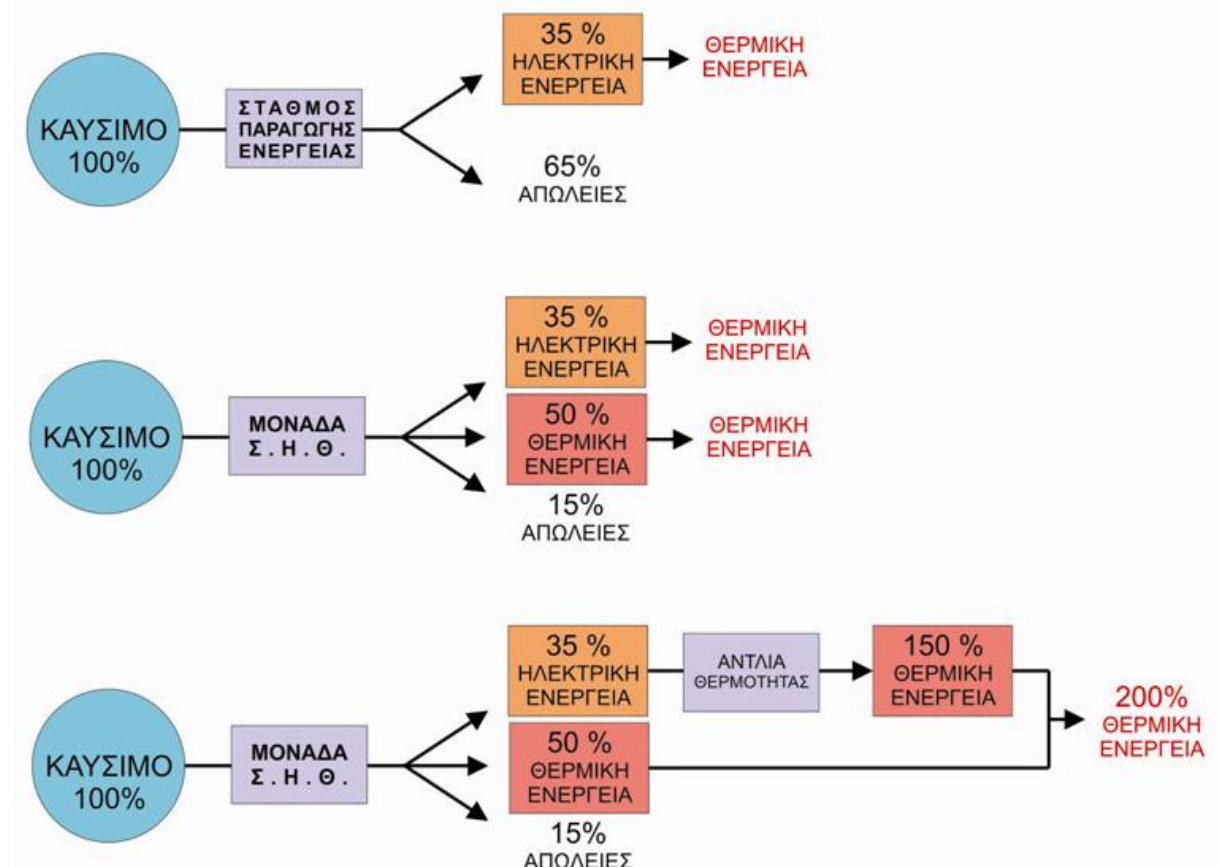 ΚΑΥΣΙΜΟ
100%
ΣΤΑΘΜΟΣ
ΠΑΡΑΓΩΓΗΣ
ΕΝΕΡΓΕΙΑΣ
35 %
ΗΛΕΚΤΡΙΚΗ
ΕΝΕΡΓΕΙΑ
ΘΕΡΜΙΚΗ
ΕΝΕΡΓΕΙΑ
65%
ΑΠΩΛΕΙΕΣ
ΚΑΥΣΙΜΟ
100%
ΜΟΝΑΔΑ
Σ . Η . Θ .
35 %
ΗΛΕΚΤΡΙΚΗ
ΕΝΕΡΓΕΙΑ
ΘΕΡΜΙΚΗ
ΕΝΕΡΓΕΙΑ
50 %
ΘΕΡΜΙΚΗ
ΕΝΕΡΓΕΙΑ
ΘΕΡΜΙΚΗ
ΕΝΕΡΓΕΙΑ
15%
ΑΠΩΛΕΙΕΣ
ΚΑΥΣΙΜΟ
100%
ΜΟΝΑΔΑ
Σ . Η . Θ .
35 %
ΗΛΕΚΤΡΙΚΗ
ΕΝΕΡΓΕΙΑ
ΑΝΤΛΙΑ
ΘΕΡΜΟΤΗΤΑΣ
150 %
ΘΕΡΜΙΚΗ
ΕΝΕΡΓΕΙΑ
50 %
ΘΕΡΜΙΚΗ
ΕΝΕΡΓΕΙΑ
200%
ΘΕΡΜΙΚΗ
ΕΝΕΡΓΕΙΑ
15%
ΑΠΩΛΕΙΕΣ